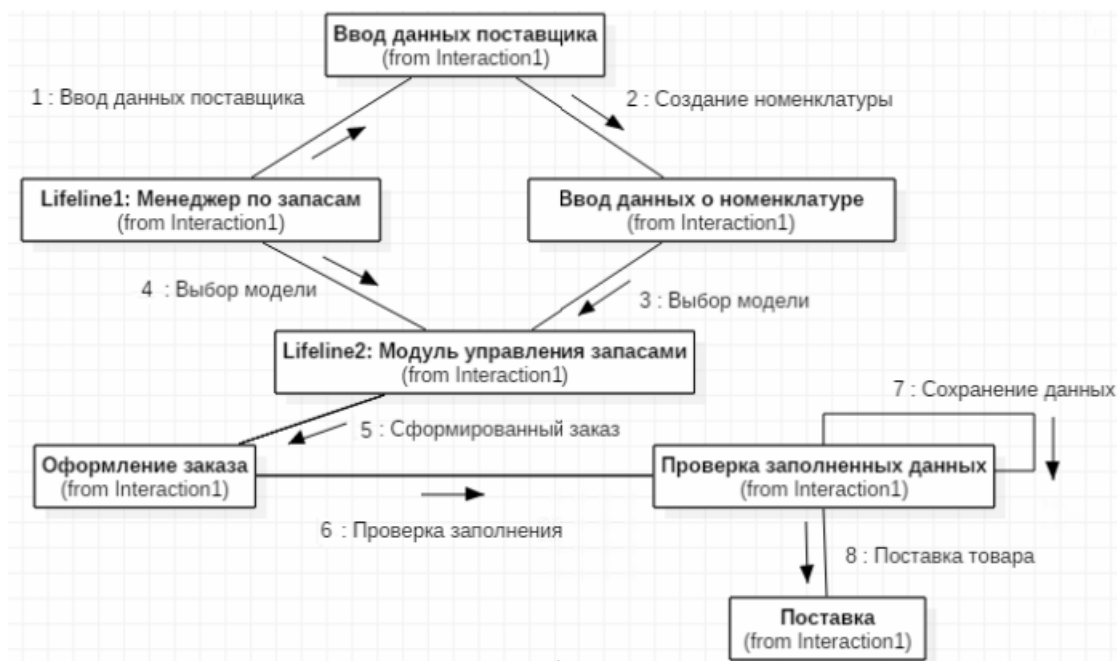 Ввод данных поставщика
(from Interaction1)
1 : Ввод данных поставщика
2 : Создание номенклатуры
Lifeline1: Менеджер по запасам
(from Interaction1)
Ввод данных о номенклатуре
(from Interaction1)
4 : Выбор модели
3 : Выбор модели
Lifeline2: Модуль управления запасами
(from Interaction1)
7 : Сохранение данных
5 : Сформированный заказ
Оформление заказа
(from Interaction1)
Проверка заполненных данных
(from Interaction1)
6 : Проверка заполнения
8 : Поставка товара
Поставка
(from Interaction1)